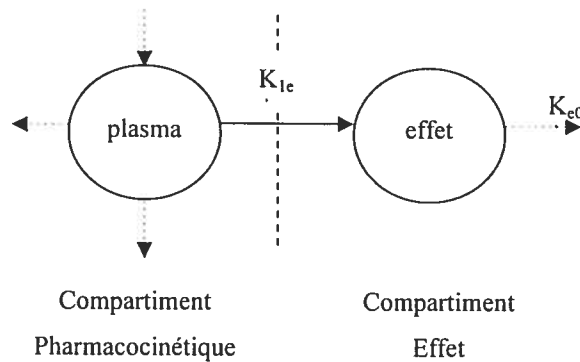 K1e
plasma
effet
Ke0
Compartiment
Pharmacocinétique
Compartiment
Effet